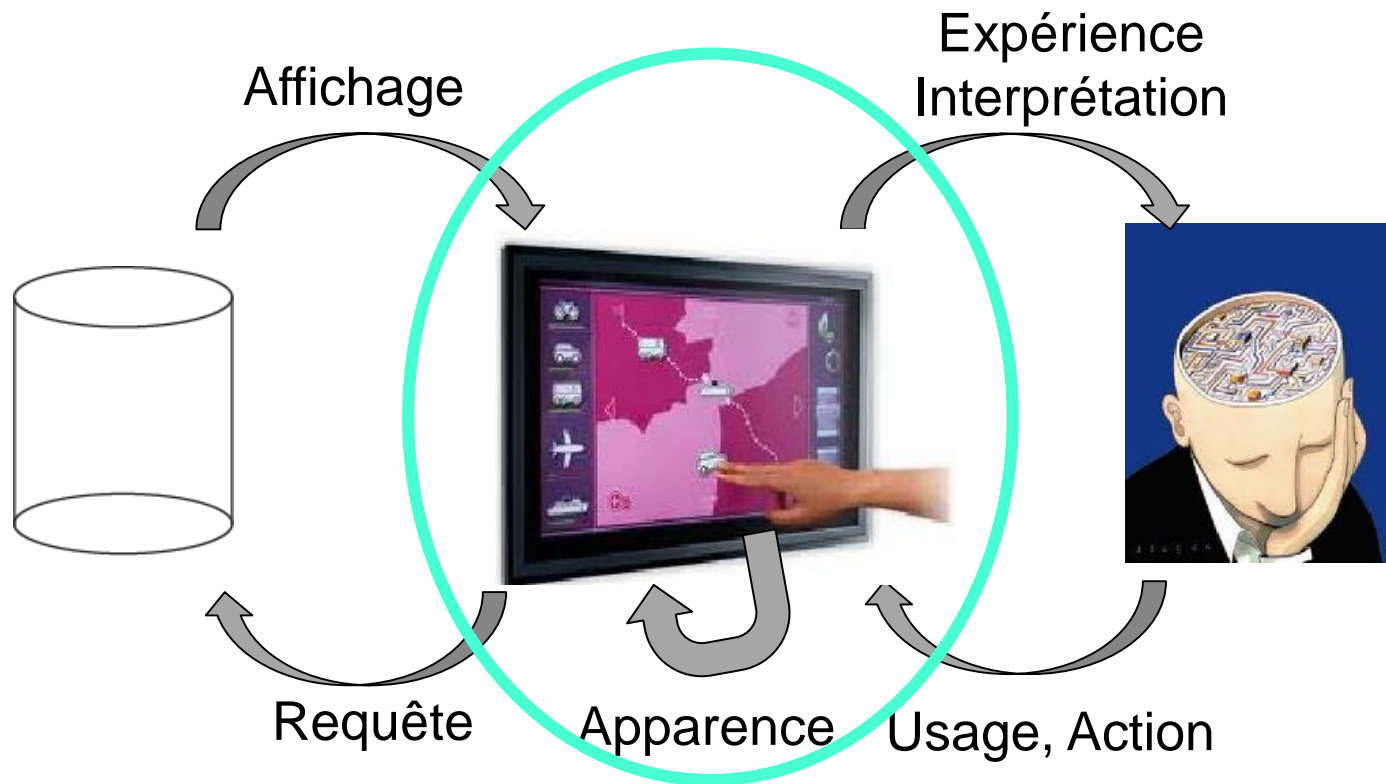 Affichage
Expérience
Interprétation
Requête
Apparence
Usage, Action